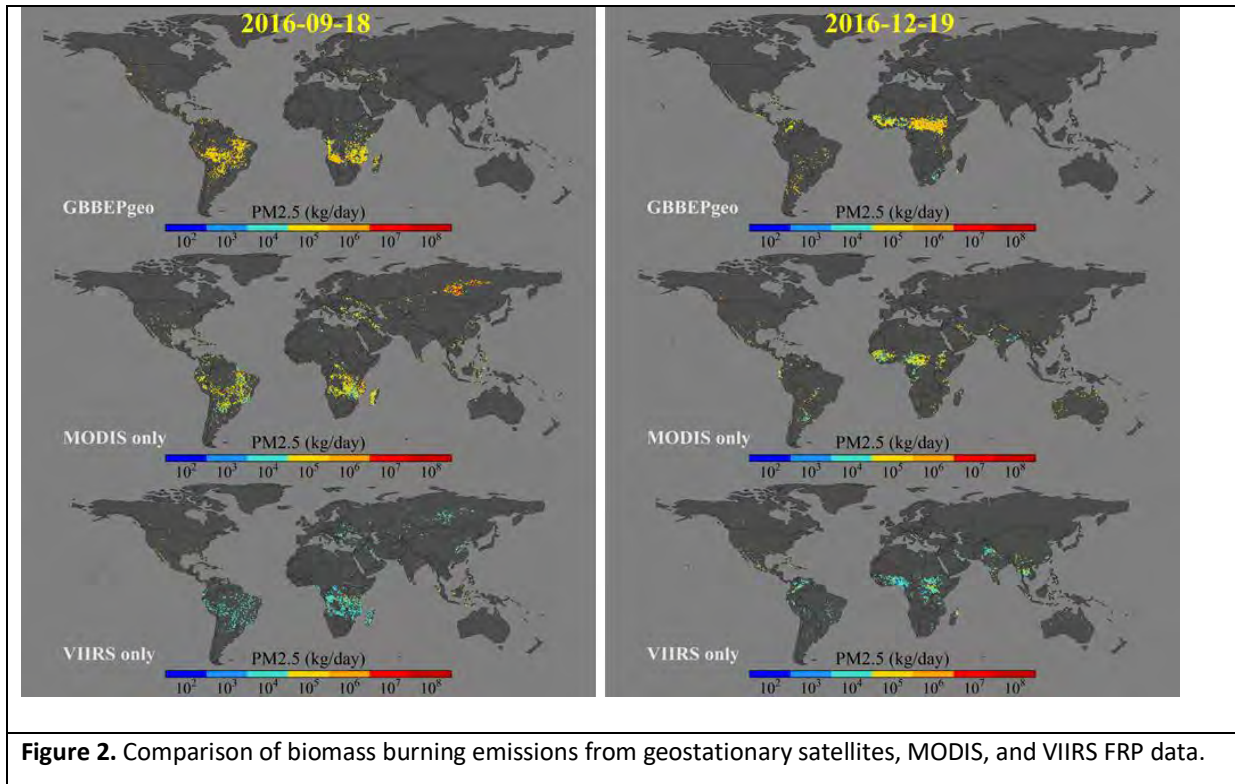 2016-09-18
GBBEPgeo
PM2.5 (kg/day)
10² 10³ 10⁴ 10⁵ 10⁶ 10⁷ 10⁸
MODIS only
PM2.5 (kg/day)
10² 10³ 10⁴ 10⁵ 10⁶ 10⁷ 10⁸
VIIRS only
PM2.5 (kg/day)
10² 10³ 10⁴ 10⁵ 10⁶ 10⁷ 10⁸
2016-12-19
GBBEPgeo
PM2.5 (kg/day)
10² 10³ 10⁴ 10⁵ 10⁶ 10⁷ 10⁸
MODIS only
PM2.5 (kg/day)
10² 10³ 10⁴ 10⁵ 10⁶ 10⁷ 10⁸
VIIRS only
PM2.5 (kg/day)
10² 10³ 10⁴ 10⁵ 10⁶ 10⁷ 10⁸
Figure 2. Comparison of biomass burning emissions from geostationary satellites, MODIS, and VIIRS FRP data.